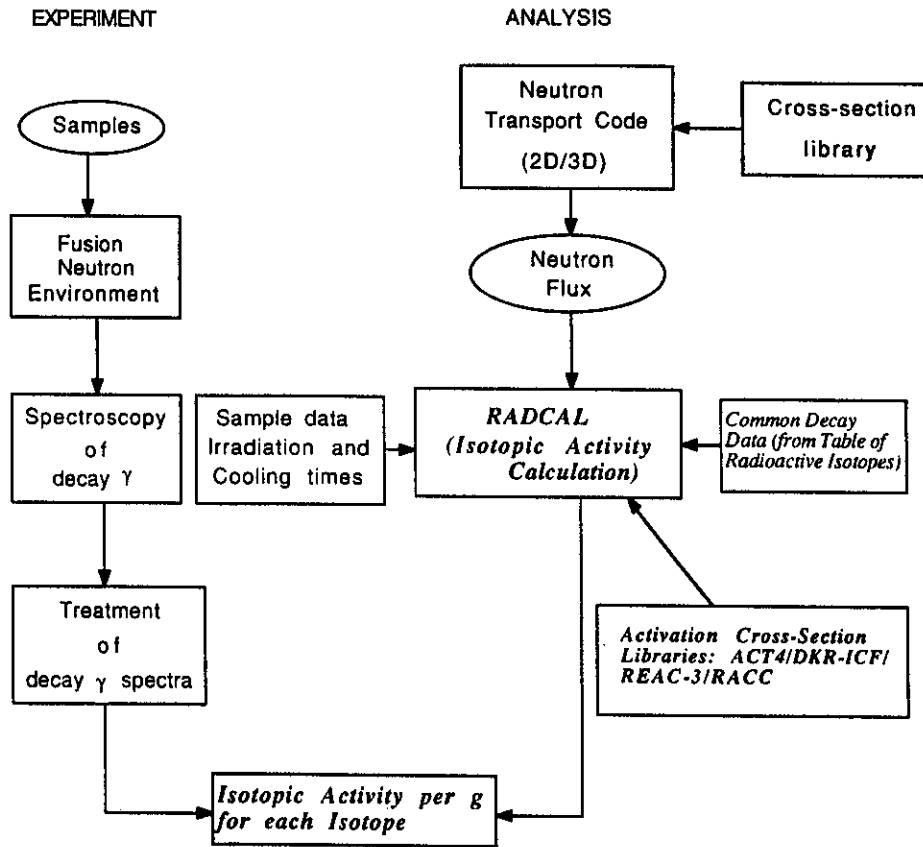 EXPERIMENT
ANALYSIS
Samples
Fusion
Neutron
Environment
Spectroscopy
of
decay γ
Treatment
of
decay γ spectra
Neutron
Transport Code
(2D/3D)
Cross-section
library
Neutron
Flux
Sample data
Irradiation and
Cooling times
RADCAL
(Isotopic Activity
Calculation)
Common Decay
Data (from Table of
Radioactive Isotopes)
Activation Cross-Section
Libraries: ACT4/DKR-ICF/
REAC-3/RACC
Isotopic Activity per g
for each Isotope